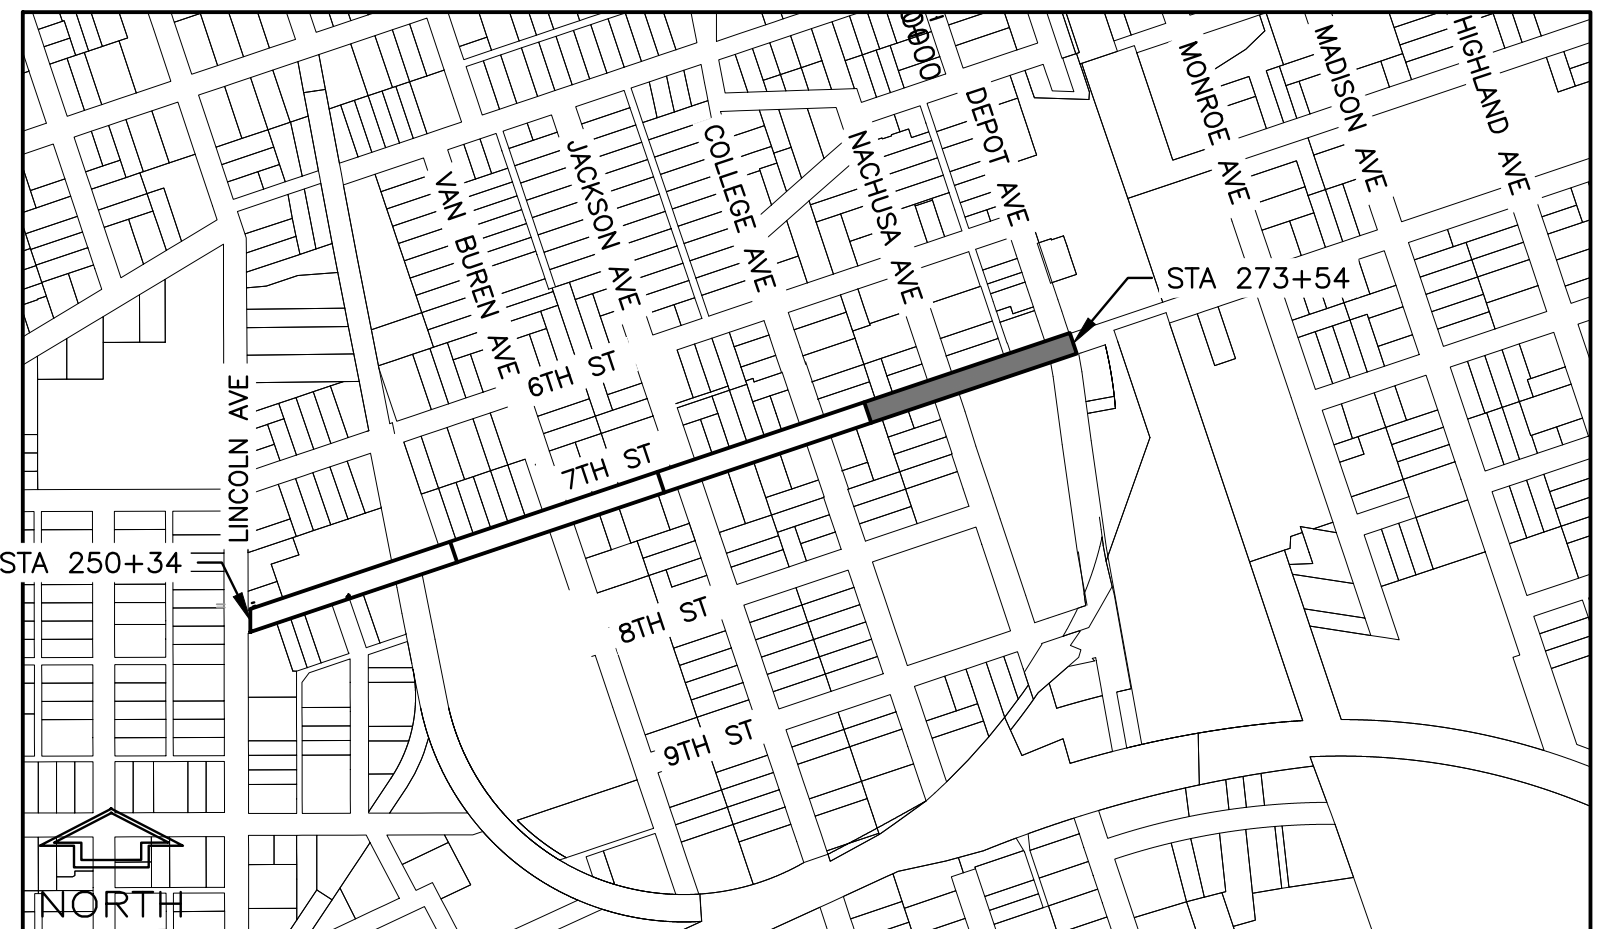 MONROE AVE
MADISON AVE
HIGHLAND AVE
DEPOT AVE
NACHUSA AVE
COLLEGE AVE
JACKSON AVE
VAN BUREN AVE
STA 273+54
6TH ST
LINCOLN AVE
7TH ST
STA 250+34
8TH ST
9TH ST
NORTH